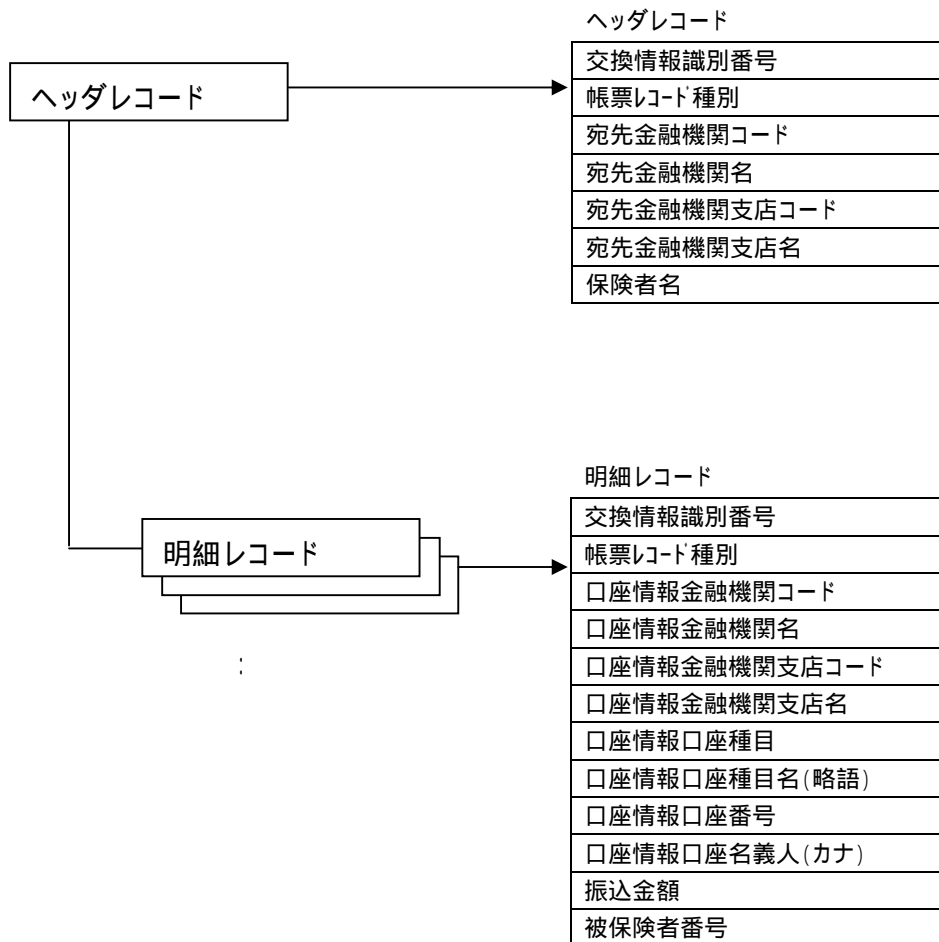 ヘッダレコード
ヘッダレコード
交換情報識別番号
帳票ﾚｺｰﾄﾞ種別
宛先金融機関コード
宛先金融機関名
宛先金融機関支店コード
宛先金融機関支店名
保険者名
明細レコード
明細レコード
:
交換情報識別番号
帳票ﾚｺｰﾄﾞ種別
口座情報金融機関コード
口座情報金融機関名
口座情報金融機関支店コード
口座情報金融機関支店名
口座情報口座種目
口座情報口座種目名(略語)
口座情報口座番号
口座情報口座名義人(カナ)
振込金額
被保険者番号